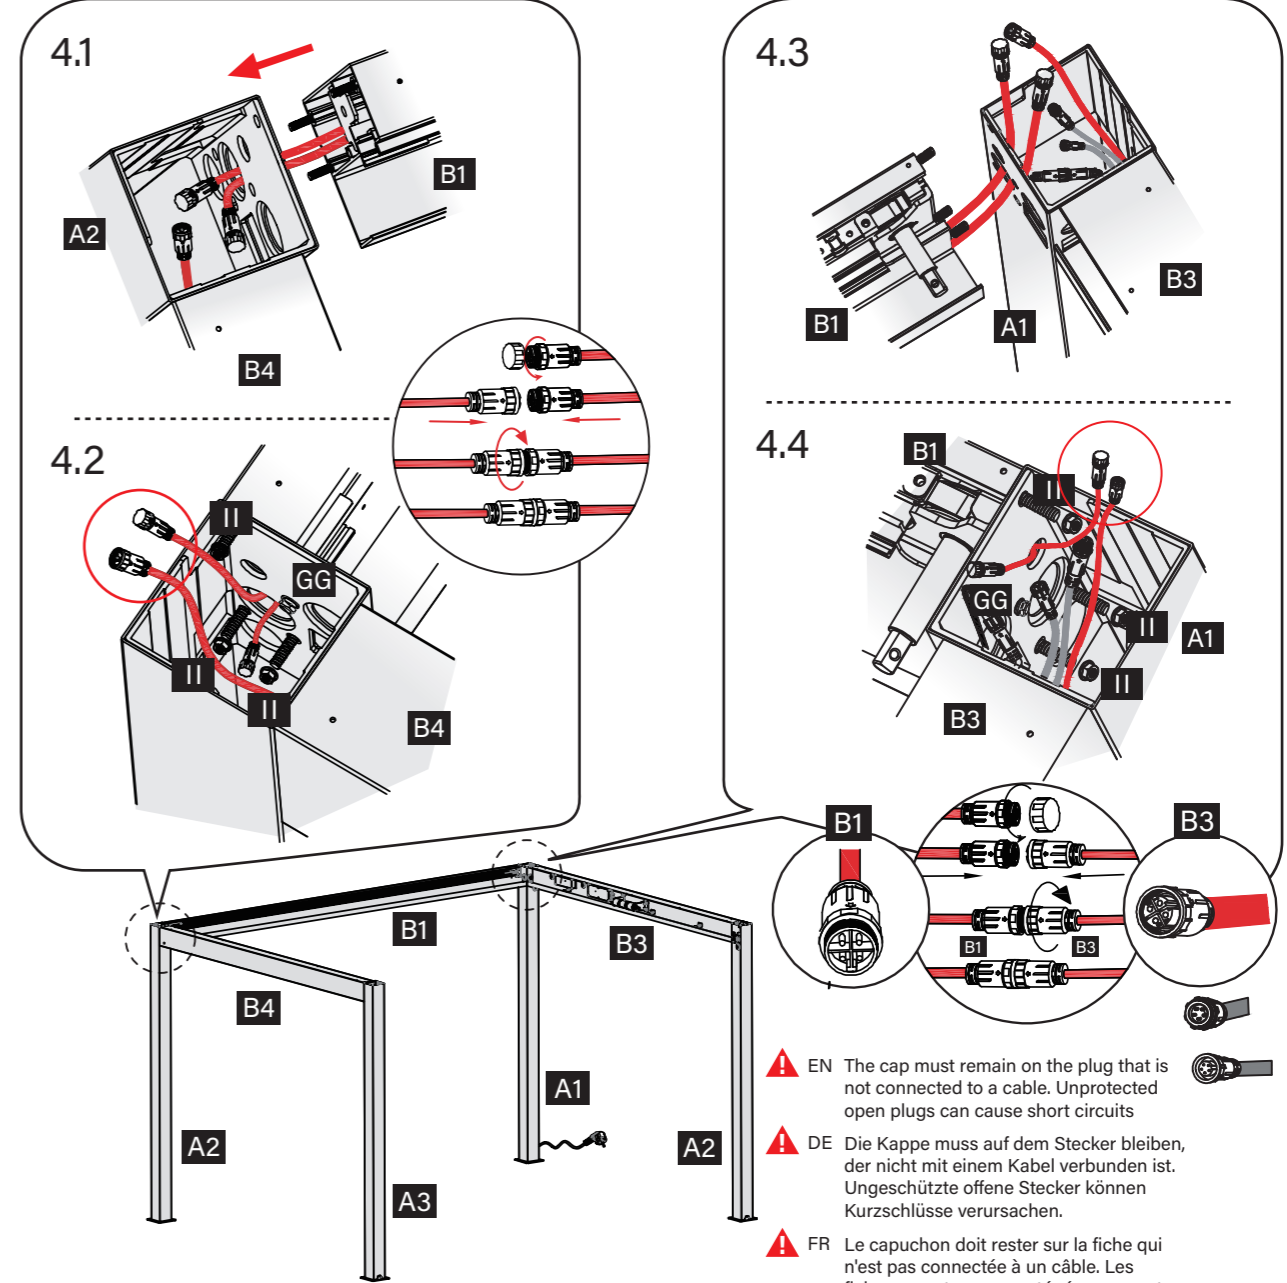 4.1
B1
A2
B4
4.2
II
GG
II
II
B4
4.3
B1
A1
B3
4.4
B1
II
GG
II
A1
II
B3
B1
B3
B1
B3
B1
B3
B4
A1
A2
A2
A3
EN The cap must remain on the plug that is
not connected to a cable. Unprotected
open plugs can cause short circuits
DE Die Kappe muss auf dem Stecker bleiben,
der nicht mit einem Kabel verbunden ist.
Ungeschützte offene Stecker können
Kurzschlüsse verursachen.
FR Le capuchon doit rester sur la fiche qui
n'est pas connectée à un câble. Les